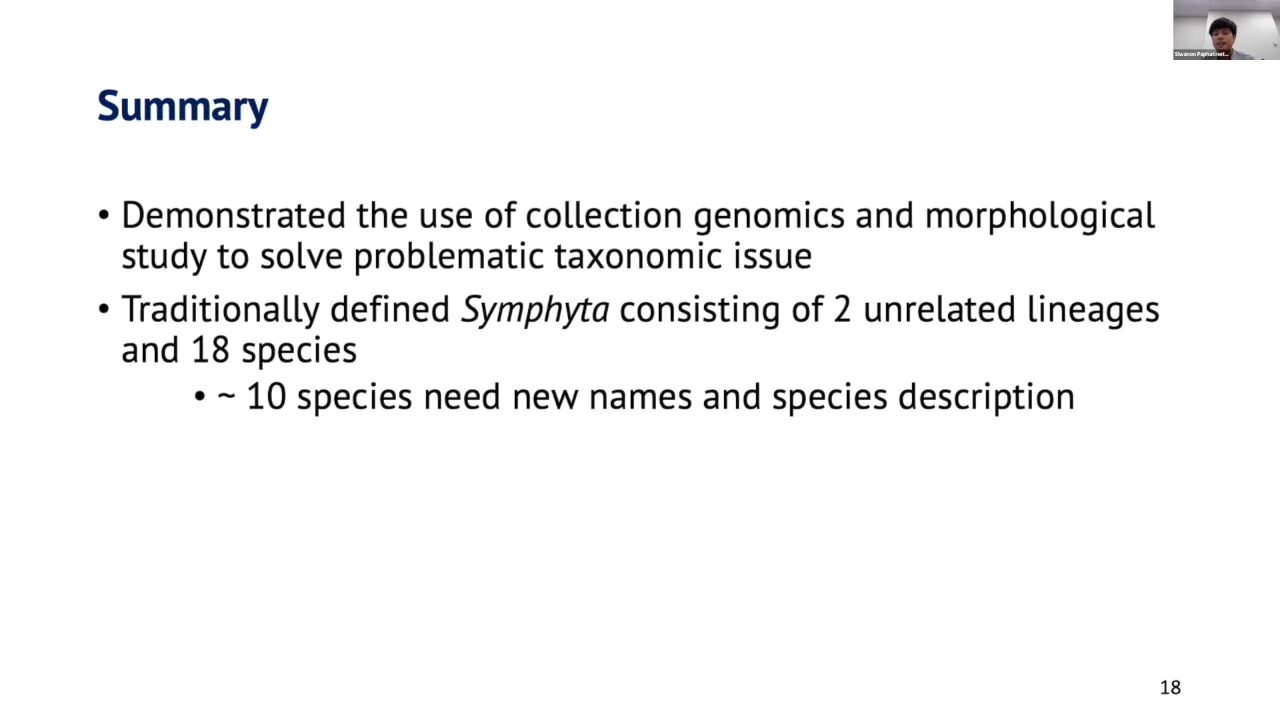 Summary
• Demonstrated the use of collection genomics and morphological
study to solve problematic taxonomic issue
• Traditionally defined Symphyta consisting of 2 unrelated lineages
and 18 species
• ~ 10 species need new names and species description
18